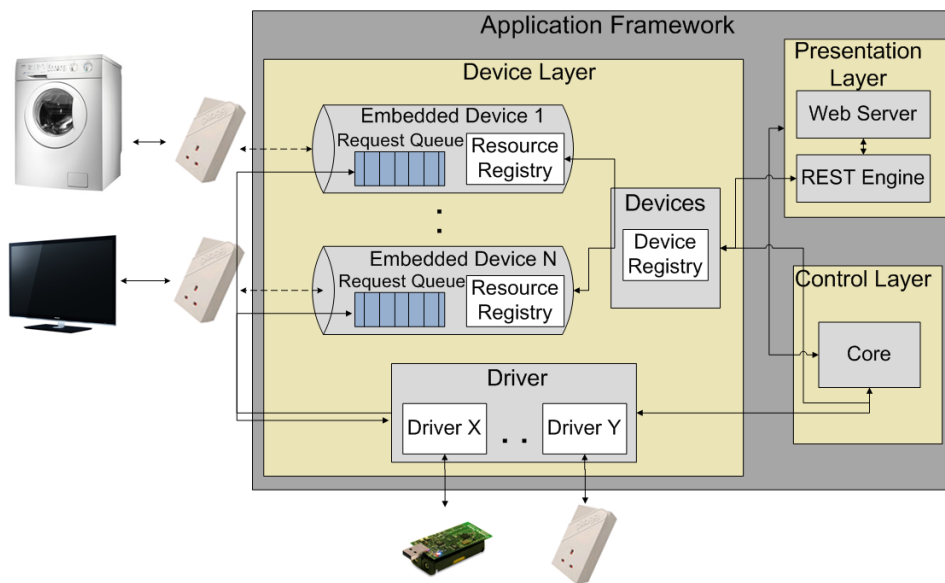 Application Framework
Device Layer
Embedded Device 1
Request Queue
Resource
Registry
:
Embedded Device N
Request Queue
Resource
Registry
Devices
Device
Registry
Driver
Driver X
. .
Driver Y
Presentation
Layer
Web Server
REST Engine
Control Layer
Core